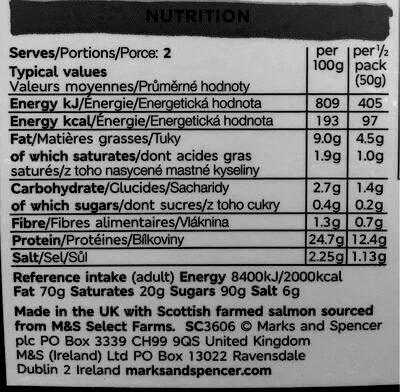 NUTRITION
Serves/Portions/Porce: 2 per 100g per 1/2 pack (50g)
Typical values
Valeurs moyennes/Průměrné hodnoty
Energy kJ/Énergie/Energetická hodnota 809 405
Energy kcal/Énergie/Energetická hodnota 193 97
Fat/Matières grasses/Tuky 9.0g 4.5g
of which saturates/dont acides gras 1.9g 1.0g
saturés/z toho nasycené mastné kyseliny
Carbohydrate/Glucides/Sacharidy 2.7g 1.4g
of which sugars/dont sucres/z toho cukry 0.4g 0.2g
Fibre/Fibres alimentaires/Vláknina 1.3g 0.7g
Protein/Protéines/Bílkoviny 24.7g 12.4g
Salt/Sel/Sůl 2.25g 1.13g
Reference intake (adult) Energy 8400kJ/2000kcal
Fat 70g Saturates 20g Sugars 90g Salt 6g
Made in the UK with Scottish farmed salmon sourced
from M&S Select Farms. SC3606 © Marks and Spencer
plc PO Box 3339 CH99 9QS United Kingdom
M&S (Ireland) Ltd PO Box 13022 Ravensdale
Dublin 2 Ireland marksandspencer.com